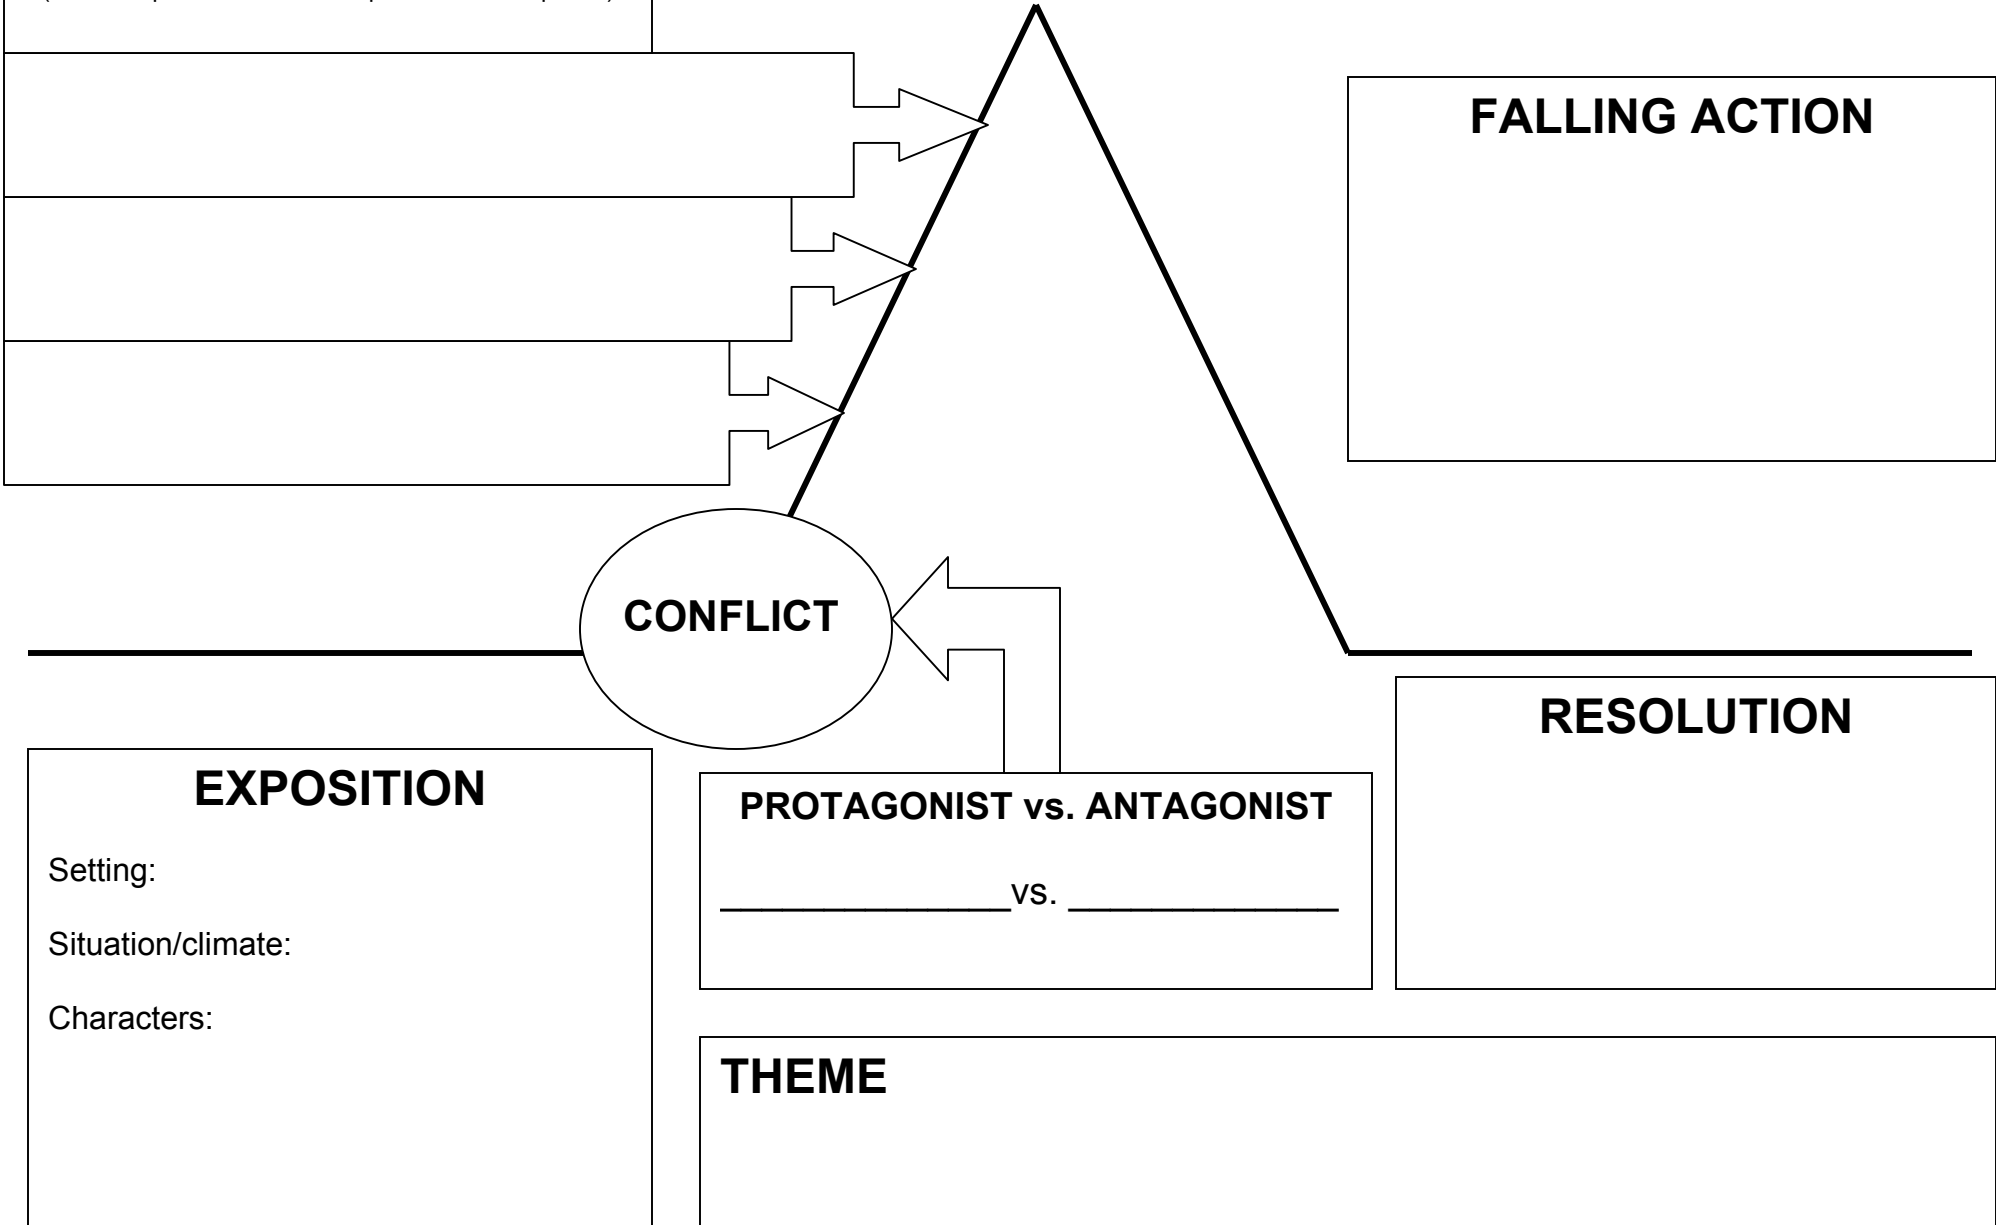 FALLING ACTION
CONFLICT
RESOLUTION
EXPOSITION
Setting:
Situation/climate:
Characters:
PROTAGONIST vs. ANTAGONIST
______________vs. _____________
THEME